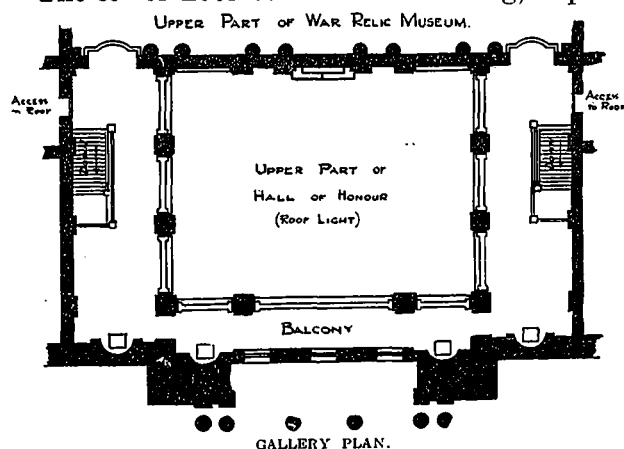 UPPER PART OF WAR RELIC MUSEUM.
ACCESS
TO ROOF
ACCESS
TO ROOF
UPPER PART OF
HALL OF HONOUR
(ROOF LIGHT)
BALCONY
GALLERY PLAN.